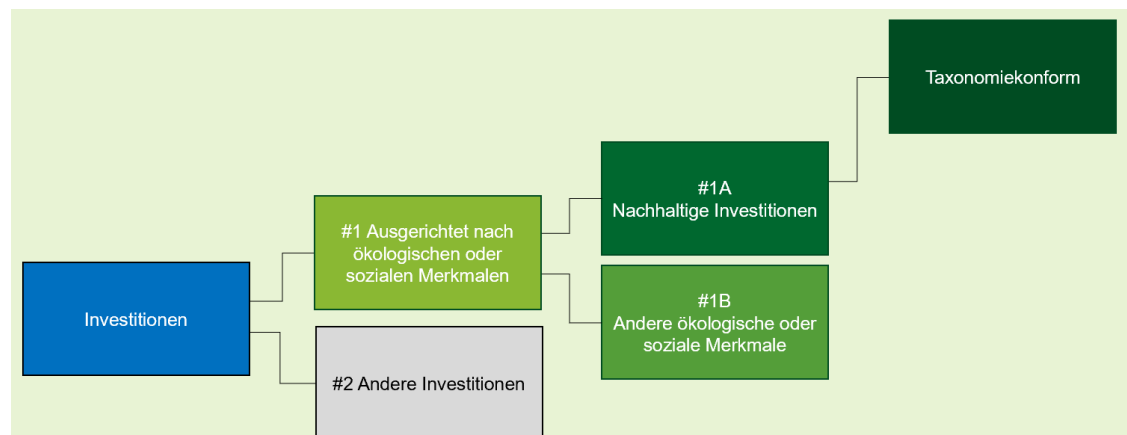 Taxonomiekonform
#1A
Nachhaltige Investitionen
#1 Ausgerichtet nach
ökologischen oder
sozialen Merkmalen
Investitionen
#1B
Andere ökologische oder
soziale Merkmale
#2 Andere Investitionen